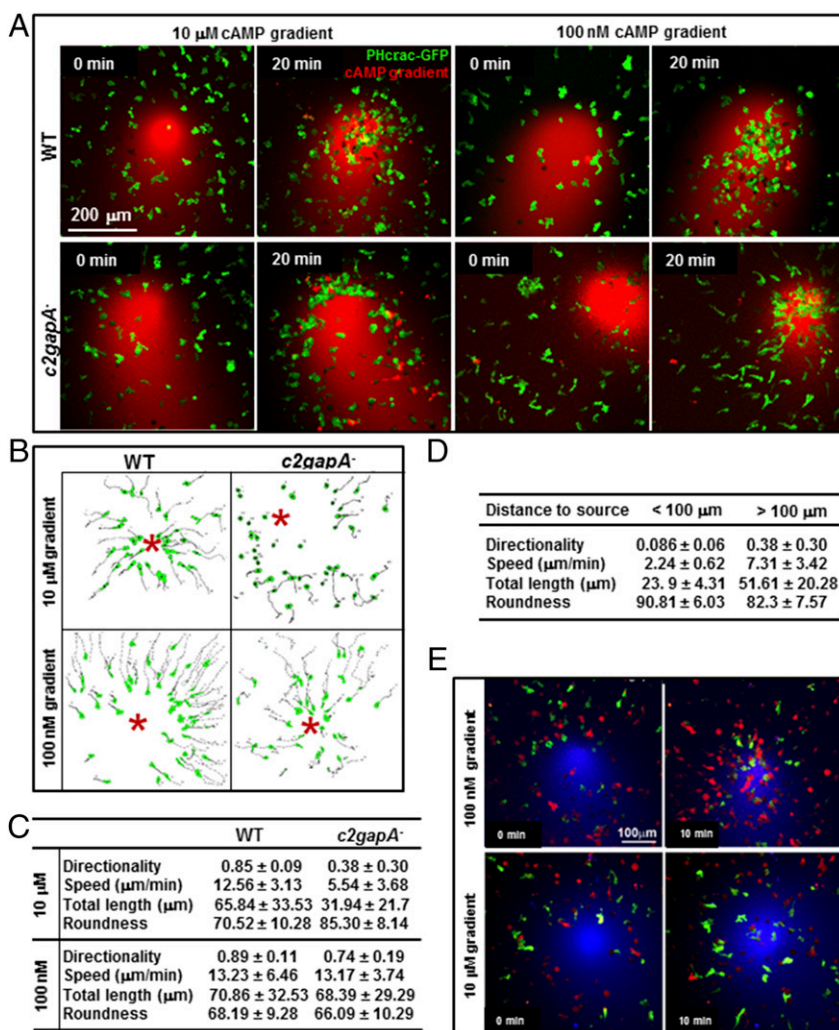 A
10 µM cAMP gradient
100 nM cAMP gradient
WT
0 min
20 min
PHcrac-GFP
cAMP gradient
0 min
20 min
200 µm
c2gapA-
0 min
20 min
0 min
20 min
B
WT
c2gapA-
10 µM gradient
*
*
100 nM gradient
*
*
C
WT
c2gapA-
10 µM
Directionality 0.85 ± 0.09 0.38 ± 0.30
Speed (µm/min) 12.56 ± 3.13 5.54 ± 3.68
Total length (µm) 65.84 ± 33.53 31.94 ± 21.7
Roundness 70.52 ± 10.28 85.30 ± 8.14
100 nM
Directionality 0.89 ± 0.11 0.74 ± 0.19
Speed (µm/min) 13.23 ± 6.46 13.17 ± 3.74
Total length (µm) 70.86 ± 32.53 68.39 ± 29.29
Roundness 68.19 ± 9.28 66.09 ± 10.29
D
Distance to source < 100 µm > 100 µm
Directionality 0.086 ± 0.06 0.38 ± 0.30
Speed (µm/min) 2.24 ± 0.62 7.31 ± 3.42
Total length (µm) 23.9 ± 4.31 51.61 ± 20.28
Roundness 90.81 ± 6.03 82.3 ± 7.57
E
100 nM gradient
0 min
100µm
10 min
10 µM gradient
0 min
10 min